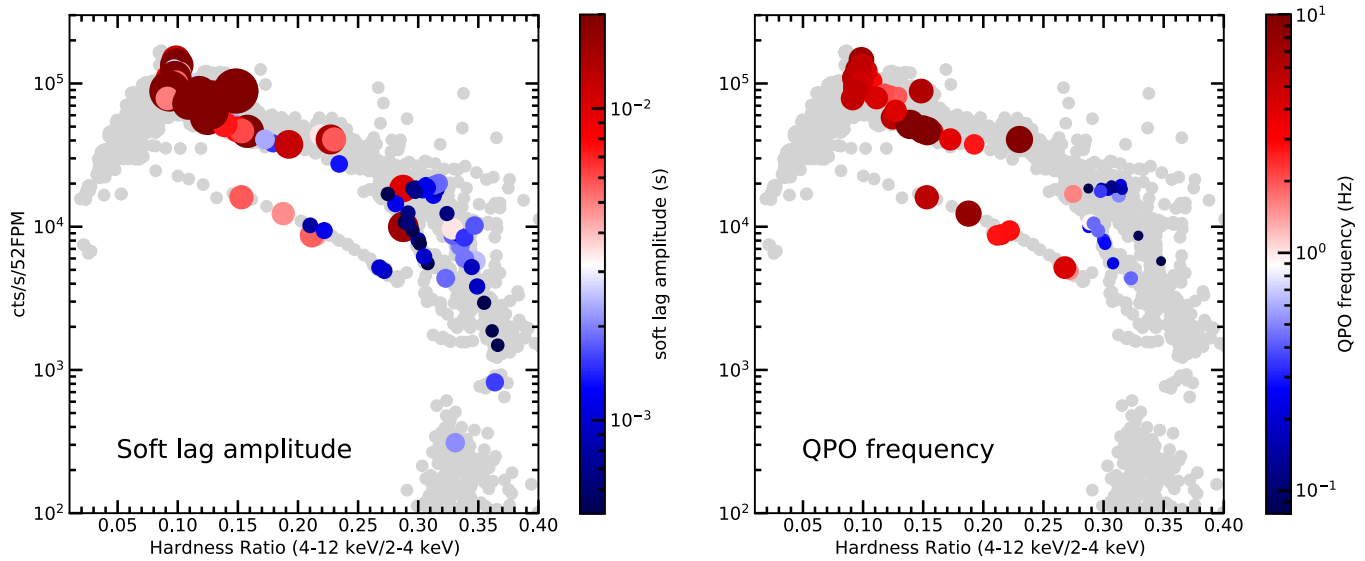 10^5
10^4
10^3
10^2
cts/s/52FPM
Soft lag amplitude
0.05 0.10 0.15 0.20 0.25 0.30 0.35 0.40
Hardness Ratio (4-12 keV/2-4 keV)
10^-2
10^-3
soft lag amplitude (s)
10^5
10^4
10^3
10^2
QPO frequency
0.05 0.10 0.15 0.20 0.25 0.30 0.35 0.40
Hardness Ratio (4-12 keV/2-4 keV)
10^1
10^0
10^-1
QPO frequency (Hz)